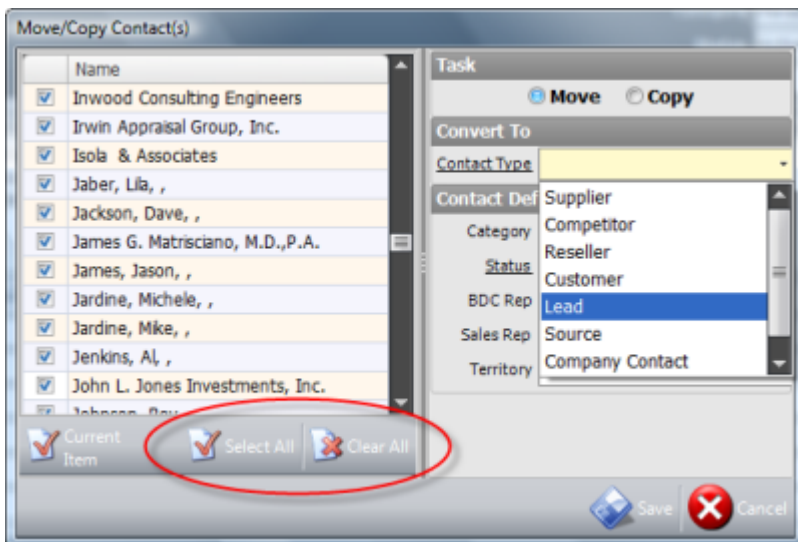 Move/Copy Contact(s)
Name
Inwood Consulting Engineers
Irwin Appraisal Group, Inc.
Isola & Associates
Jaber, Lila, ,
Jackson, Dave, ,
James G. Matrisciano, M.D.,P.A.
James, Jason, ,
Jardine, Michele, ,
Jardine, Mike, ,
Jenkins, Al, ,
John L. Jones Investments, Inc.
Current
Item
Select All
Clear All
Task
Move Copy
Convert To
Contact Type
Contact Def
Category
Status
BDC Rep
Sales Rep
Territory
Supplier
Competitor
Reseller
Customer
Lead
Source
Company Contact
Save
Cancel